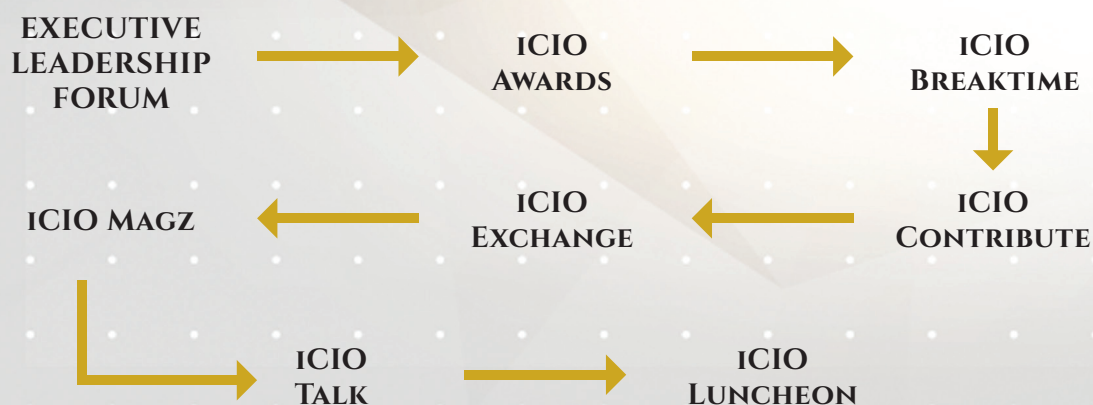 EXECUTIVE
LEADERSHIP
FORUM
iCIO
AWARDS
iCIO
BREAKTIME
iCIO MAGZ
iCIO
EXCHANGE
iCIO
CONTRIBUTE
iCIO
TALK
iCIO
LUNCHEON